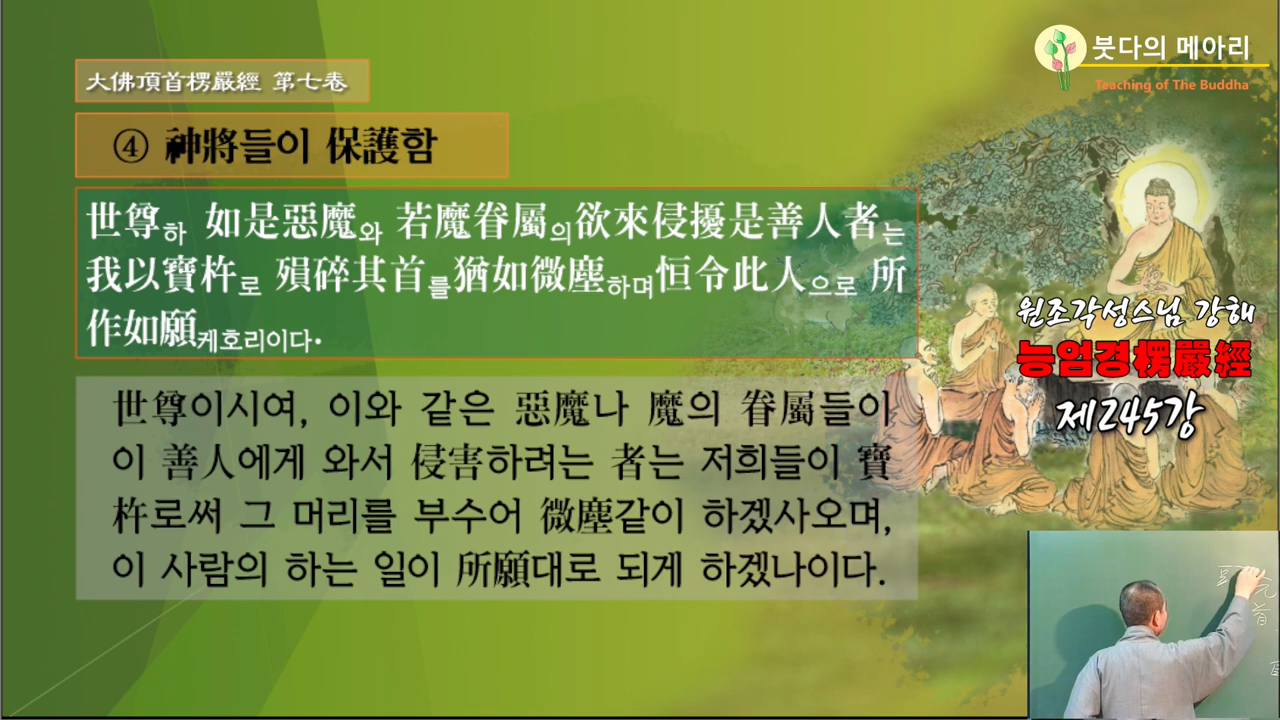 大佛頂首楞嚴經 第七卷
④ 神將들이 保護함
世尊하 如是惡魔와 若魔眷屬의欲來侵擾是善人者는
我以寶杵로 殞碎其首를猶如微塵하며恒令此人으로 所
作如願케호리이다.
世尊이시여, 이와 같은 惡魔나 魔의 眷屬들이
이 善人에게 와서 侵害하려는 者는 저희들이 寶
杵로써 그 머리를 부수어 微塵같이 하겠사오며,
이 사람의 하는 일이 所願대로 되게 하겠나이다.
붓다의 메아리
Teaching of The Buddha
원조각성스님 강해
능엄경楞嚴經
제245강
首